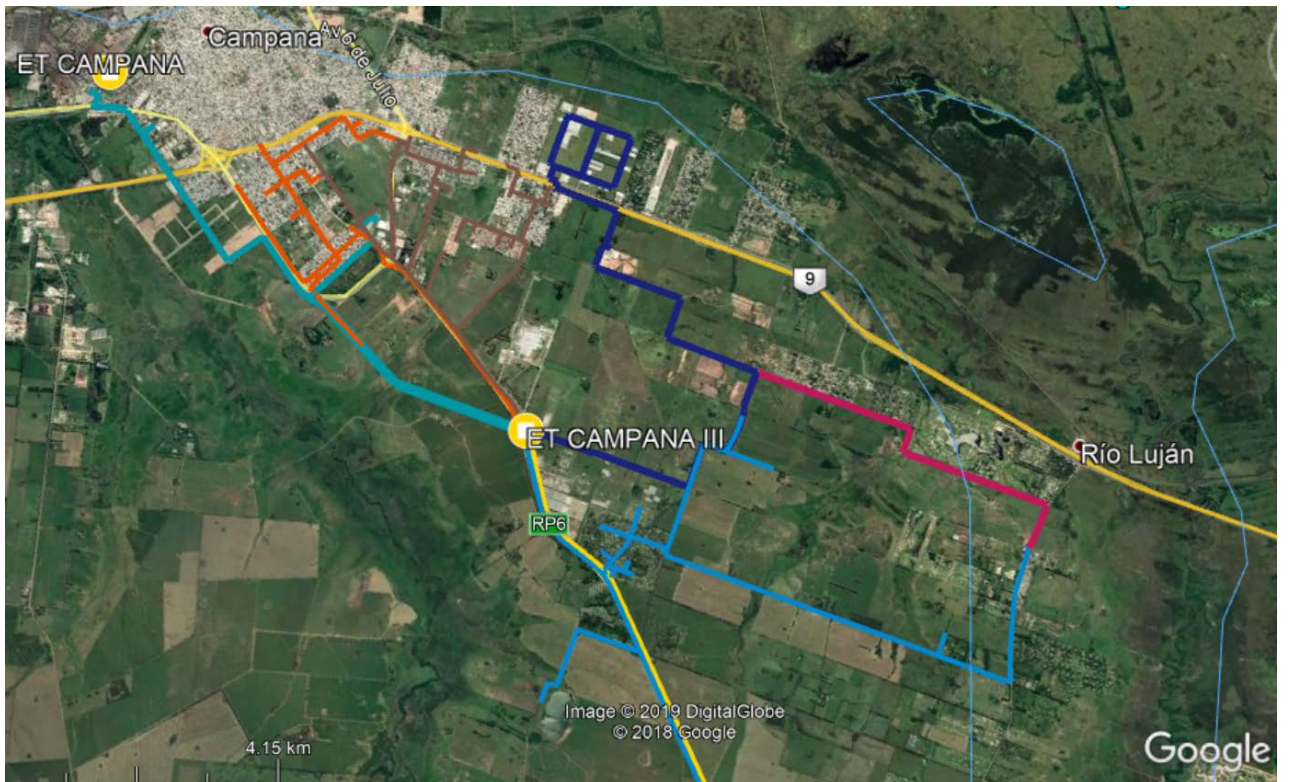 Campana
Av 6 de Julio
ET CAMPANA
9
ET CAMPANA III
Río Luján
RP6
Image © 2019 DigitalGlobe
© 2018 Google
4.15 km
Google